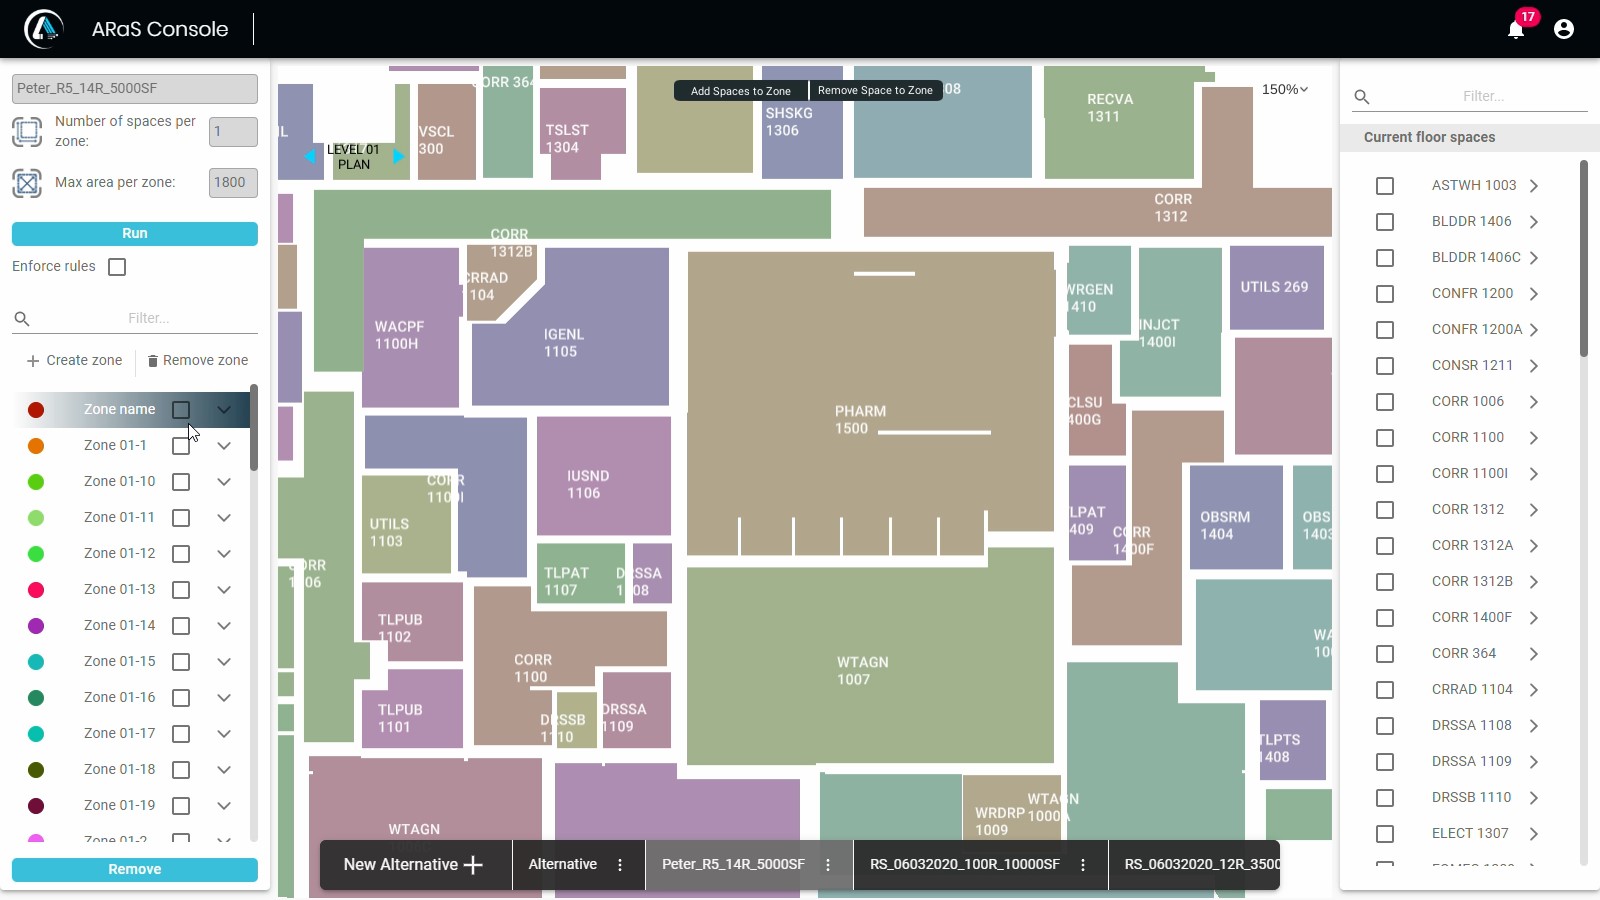 ARaS Console
17
Peter_R5_14R_5000SF
Number of spaces per
zone:
1
Max area per zone:
1800
Run
Enforce rules
Filter...
Create zone
Remove zone
Zone name
Zone 01-1
Zone 01-10
Zone 01-11
Zone 01-12
Zone 01-13
Zone 01-14
Zone 01-15
Zone 01-16
Zone 01-17
Zone 01-18
Zone 01-19
Zone 01-2
Remove
Add Spaces to Zone
Remove Space to Zone
150%
LEVEL 01
PLAN
VSCL
300
CORR 364
TSLST
1304
SHSKG
1306
08
RECVA
1311
CORR
1312
CORR
1312B
CRRAD
104
WACPF
1100H
IGENL
1105
PHARM
1500
WRGEN
1410
INJCT
1400I
UTILS 269
CLSU
400G
CORR
1100I
IUSND
1106
UTILS
1103
LPAT
409
CORR
1400F
OBSRM
1404
OBS
1403
TLPAT
1107
DRSSA
1108
CORR
1006
TLPUB
1102
CORR
1100
WTAGN
1007
WA
100
TLPUB
1101
DRSSB
1110
DRSSA
1109
TLPTS
1408
WTAGN
WRDRP
1009
WTAGN
1000A
New Alternative
Alternative
Peter_R5_14R_5000SF
RS_06032020_100R_10000SF
RS_06032020_12R_3500
Filter...
Current floor spaces
ASTWH 1003
BLDDR 1406
BLDDR 1406C
CONFR 1200
CONFR 1200A
CONSR 1211
CORR 1006
CORR 1100
CORR 1100I
CORR 1312
CORR 1312A
CORR 1312B
CORR 1400F
CORR 364
CRRAD 1104
DRSSA 1108
DRSSA 1109
DRSSB 1110
ELECT 1307